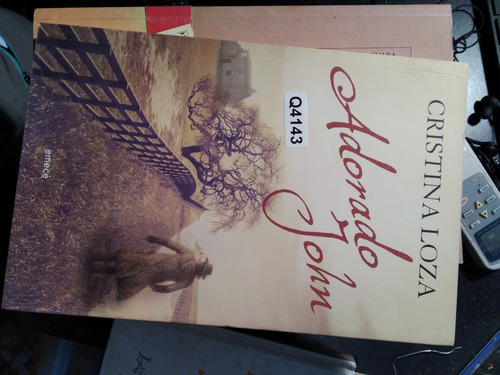 CRISTINA LOZA
Adorado
John
Q4143
emecé